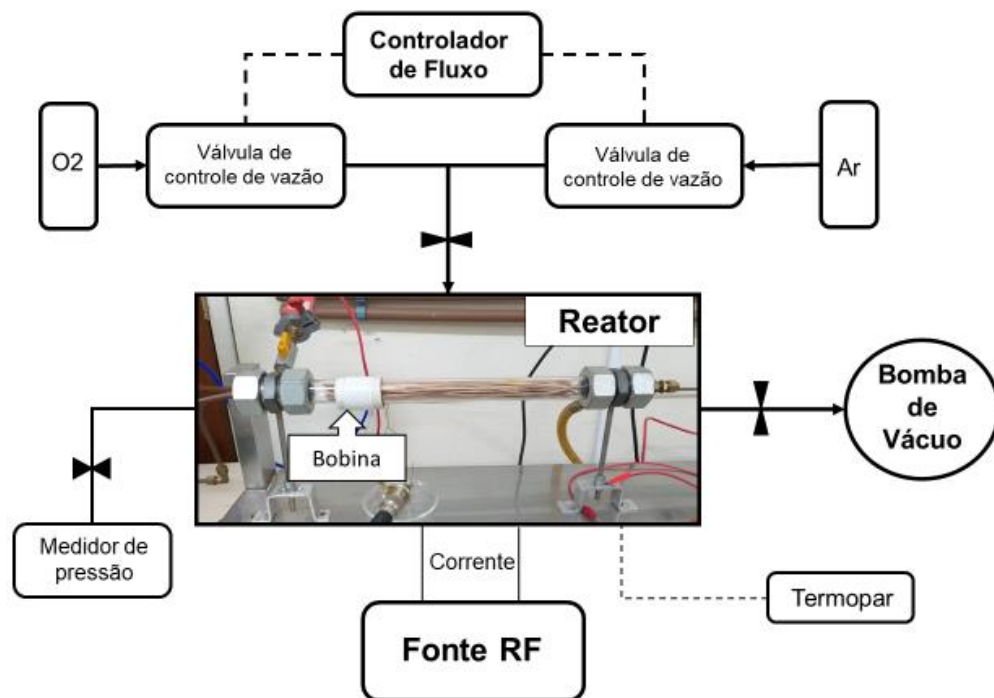 Controlador
de Fluxo
O2
Válvula de
controle de vazão
Válvula de
controle de vazão
Ar
Reator
Bobina
Bomba
de
Vácuo
Medidor de
pressão
Corrente
Termopar
Fonte RF